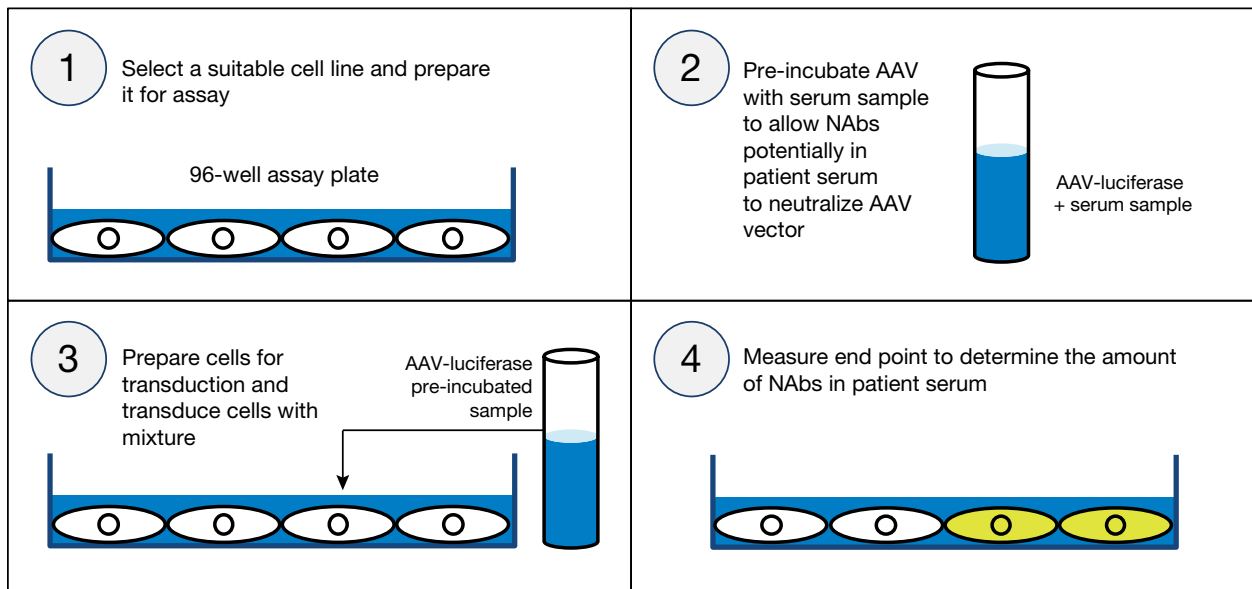 1
Select a suitable cell line and prepare
it for assay
96-well assay plate
2
Pre-incubate AAV
with serum sample
to allow NAbs
potentially in
patient serum
to neutralize AAV
vector
AAV-luciferase
+ serum sample
3
Prepare cells for
transduction and
transduce cells with
mixture
AAV-luciferase
pre-incubated
sample
4
Measure end point to determine the amount
of NAbs in patient serum